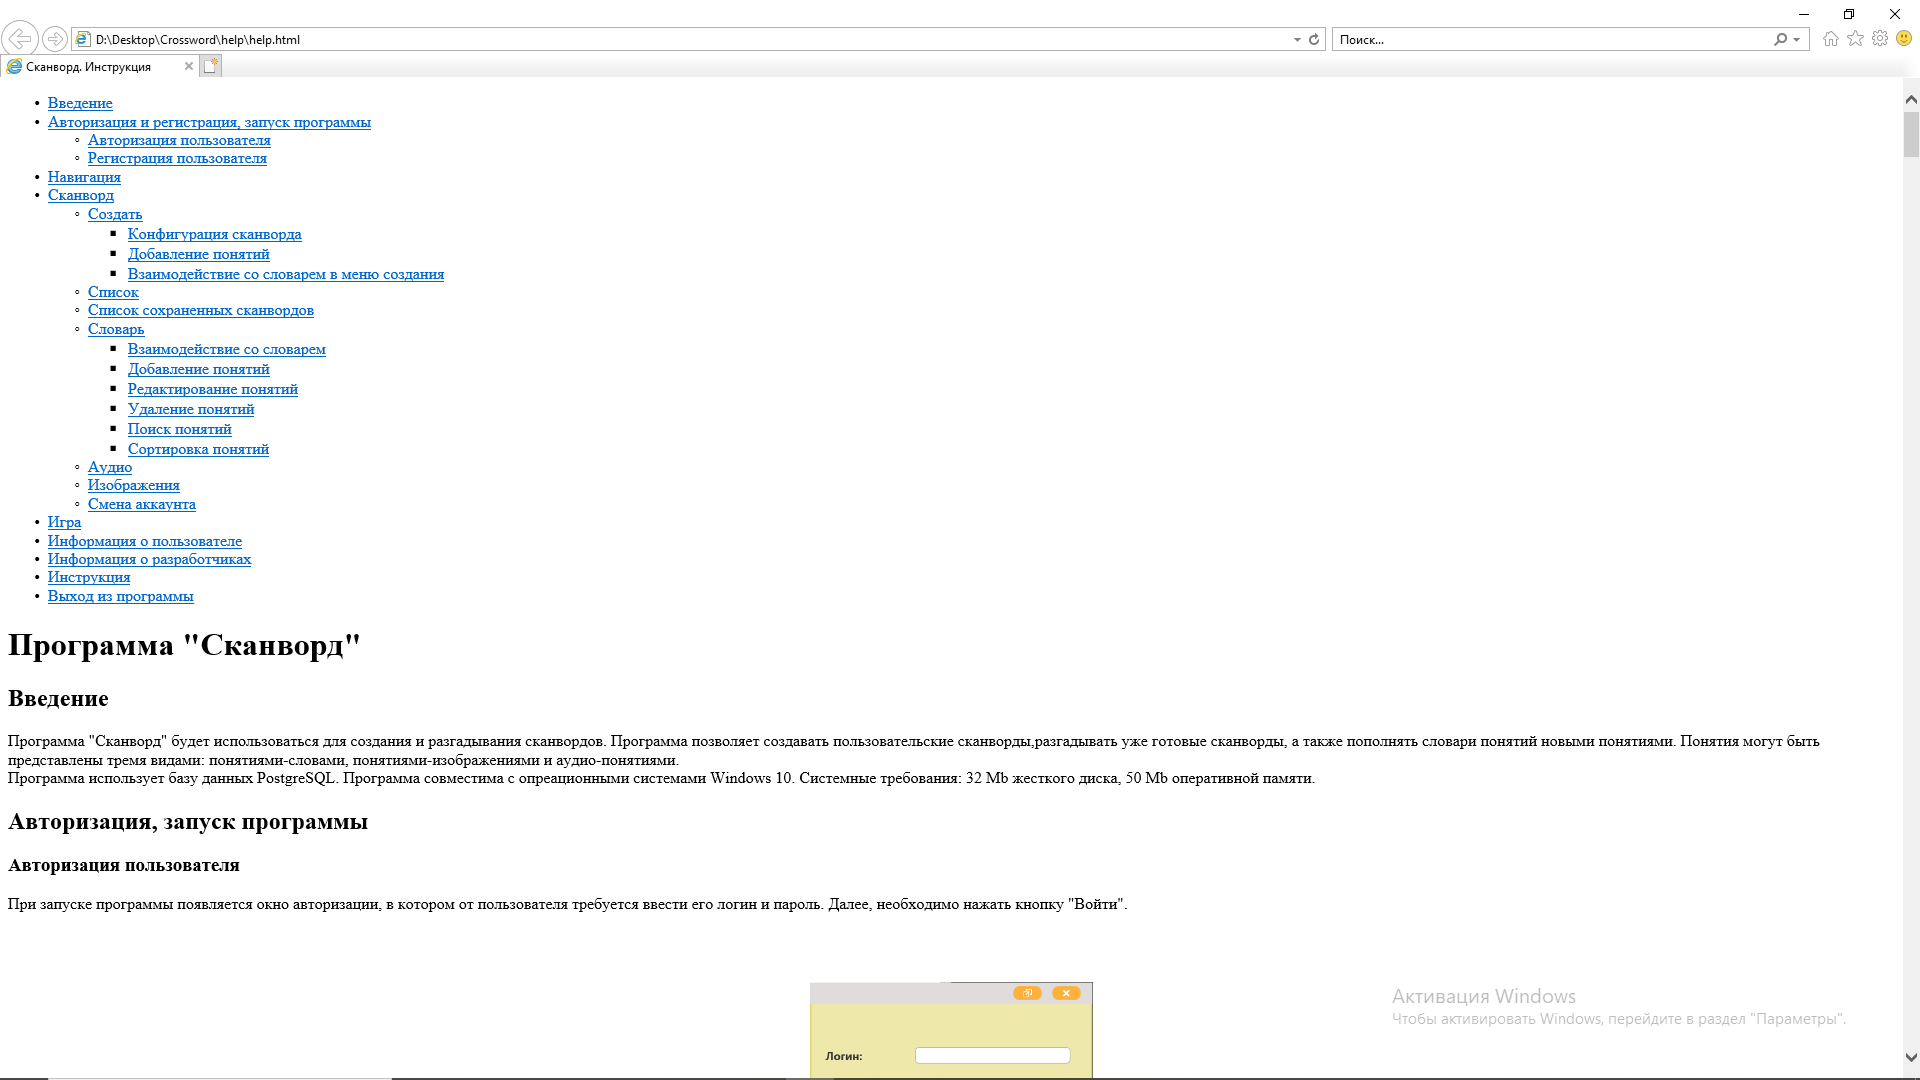 D:\Desktop\Crossword\help\help.html
Поиск...
Сканворд. Инструкция
Введение
Авторизация и регистрация, запуск программы
Авторизация пользователя
Регистрация пользователя
Навигация
Сканворд
Создать
Конфигурация сканворда
Добавление понятий
Взаимодействие со словарем в меню создания
Список
Список сохраненных сканвордов
Словарь
Взаимодействие со словарем
Добавление понятий
Редактирование понятий
Удаление понятий
Поиск понятий
Сортировка понятий
Аудио
Изображения
Смена аккаунта
Игра
Информация о пользователе
Информация о разработчиках
Инструкция
Выход из программы
Программа "Сканворд"
Введение
Программа "Сканворд" будет использоваться для создания и разгадывания сканвордов. Программа позволяет создавать пользовательские сканворды,разгадывать уже готовые сканворды, а также пополнять словари понятий новыми понятиями. Понятия могут быть
представлены тремя видами: понятиями-словами, понятиями-изображениями и аудио-понятиями.
Программа использует базу данных PostgreSQL. Программа совместима с опреационными системами Windows 10. Системные требования: 32 Mb жесткого диска, 50 Mb оперативной памяти.
Авторизация, запуск программы
Авторизация пользователя
При запуске программы появляется окно авторизации, в котором от пользователя требуется ввести его логин и пароль. Далее, необходимо нажать кнопку "Войти".
Логин:
Активация Windows
Чтобы активировать Windows, перейдите в раздел "Параметры".